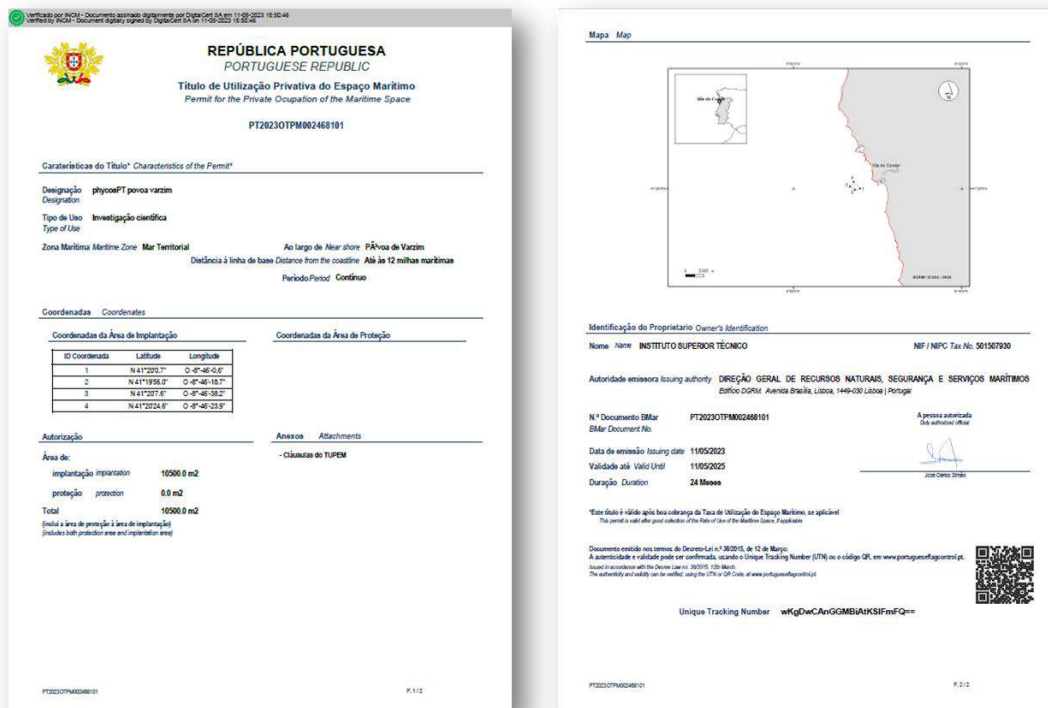 Verificado por INCM - Documento assinado digitalmente por DigitalCert SA em 11-05-2023 15:50:46
Verified by INCM - Document digitally signed by DigitalCert SA on 11-05-2023 15:50:46
REPÚBLICA PORTUGUESA
PORTUGUESE REPUBLIC
Título de Utilização Privativa do Espaço Marítimo
Permit for the Private Ocupation of the Maritime Space
PT2023OTPM002468101
Caraterísticas do Título* Characteristics of the Permit*
Designação phycosPT povoa varzim
Designation
Tipo de Uso Investigação científica
Type of Use
Zona Marítima Maritime Zone Mar Territorial
Ao largo de Near shore PÃ³voa de Varzim
Distância à linha de base Distance from the coastline Até às 12 milhas marítimas
Período Period Contínuo
Coordenadas Coordenates
Coordenadas da Área de Implantação
Coordenadas da Área de Proteção
ID Coordenada Latitude Longitude
1 N 41°20'0.7" O -8°-46'-0.6"
2 N 41°19'56.0" O -8°-46'-18.7"
3 N 41°20'7.6" O -8°-46'-38.2"
4 N 41°20'24.6" O -8°-46'-23.9"
Autorização
Anexos Attachments
Área de:
- Cláusulas do TUPEM
implantação implantation 10500.0 m2
proteção protection 0.0 m2
Total 10500.0 m2
(inclui a área de proteção à área de implantação)
(includes both protection area and implantation area)
PT2023OTPM002468101
P. 1 / 2
Mapa Map
Vila do Conde
Vila do Conde
Identificação do Proprietario Owner's Identification
Nome Name INSTITUTO SUPERIOR TÉCNICO
NIF / NIPC Tax No. 501507930
Autoridade emissora Issuing authority DIREÇÃO GERAL DE RECURSOS NATURAIS, SEGURANÇA E SERVIÇOS MARÍTIMOS
Edifício DGRM. Avenida Brasília, Lisboa, 1449-030 Lisboa | Portugal
N.º Documento BMar PT2023OTPM002468101
BMar Document No.
A pessoa autorizada
Duly authorized official
Data de emissão Issuing date 11/05/2023
Validade até Valid Until 11/05/2025
Duração Duration 24 Meses
José Carlos Simão
*Este título é válido após boa cobrança da Taxa de Utilização do Espaço Marítimo, se aplicável
This permit is valid after good collection of the Rate of Use of the Maritime Space, if applicable
Documento emitido nos termos do Decreto-Lei n.º 38/2015, de 12 de Março.
A autenticidade e validade pode ser confirmada, usando o Unique Tracking Number (UTN) ou o código QR, em www.portugueseflagcontrol.pt.
Issued in accordance with the Decree Law no. 38/2015, 12th March.
The authenticity and validity can be verified, using the UTN or QR Code, at www.portugueseflagcontrol.pt.
Unique Tracking Number wKgDwCAnGGMBiAtKSIFmFQ==
PT2023OTPM002468101
P. 2 / 2